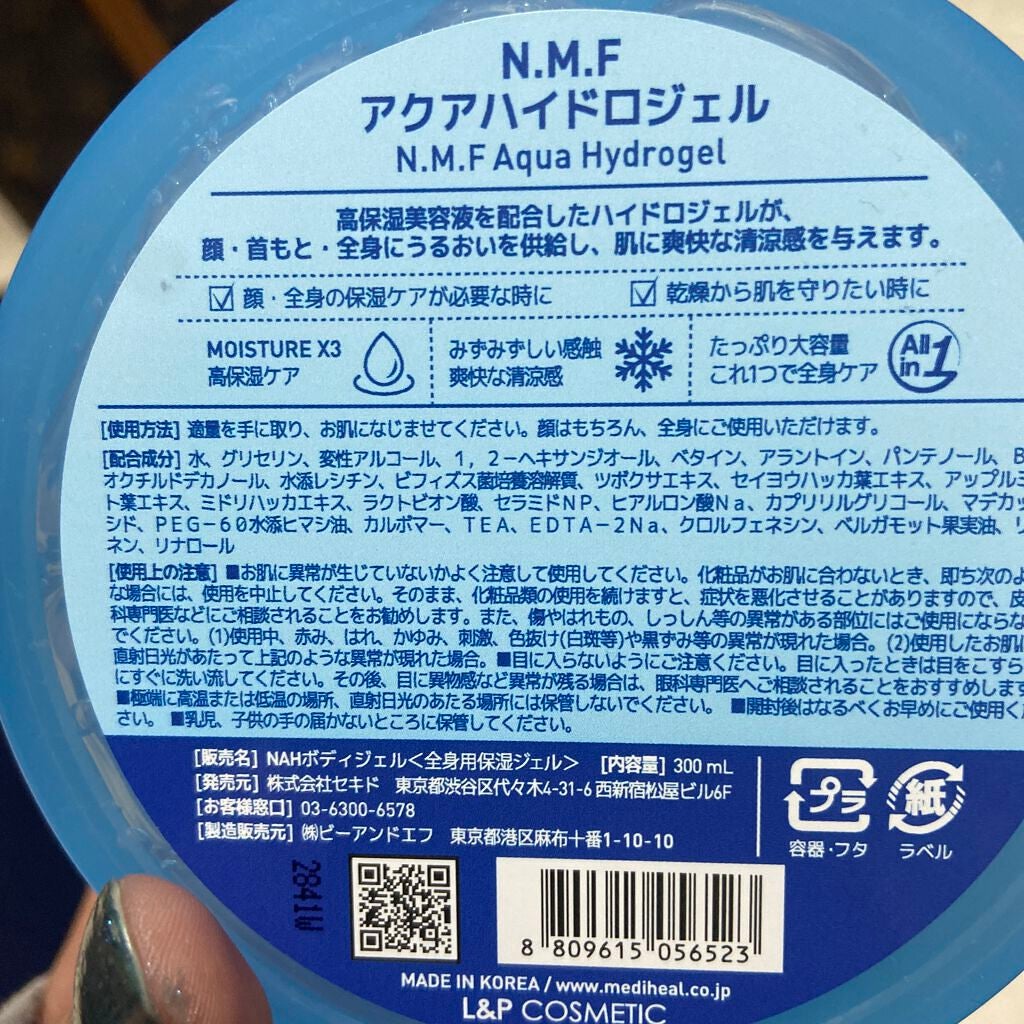 N.M.F
アクアハイドロジェル
N.M.F Aqua Hydrogel
高保湿美容液を配合したハイドロジェルが、
顔・首もと・全身にうるおいを供給し、肌に爽快な清涼感を与えます。
顔・全身の保湿ケアが必要な時に
乾燥から肌を守りたい時に
MOISTURE X3
高保湿ケア
みずみずしい感触
爽快な清涼感
たっぷり大容量
これ1つで全身ケア
All in 1
[使用方法] 適量を手に取り、お肌になじませてください。顔はもちろん、全身にご使用いただけます。
[配合成分] 水、グリセリン、変性アルコール、1，2－ヘキサンジオール、ベタイン、アラントイン、パンテノール、B
オクチルドデカノール、水添レシチン、ビフィズス菌培養溶解質、ツボクサエキス、セイヨウハッカ葉エキス、アップルミ
ト葉エキス、ミドリハッカエキス、ラクトビオン酸、セラミドNP、ヒアルロン酸Na、カプリリルグリコール、マデカッ
シド、PEG－60水添ヒマシ油、カルボマー、TEA、EDTA－2Na、クロルフェネシン、ベルガモット果実油、リ
ネン、リナロール
[使用上の注意] ■お肌に異常が生じていないかよく注意して使用してください。化粧品がお肌に合わないとき、即ち次のよ
な場合には、使用を中止してください。そのまま、化粧品類の使用を続けますと、症状を悪化させることがありますので、皮
科専門医などにご相談されることをお勧めします。また、傷やはれもの、しっしん等の異常がある部位にはご使用にならな
でください。(1)使用中、赤み、はれ、かゆみ、刺激、色抜け(白斑等)や黒ずみ等の異常が現れた場合。(2)使用したお肌に
直射日光があたって上記のような異常が現れた場合。■目に入らないようにご注意ください。目に入ったときは目をこすら
にすぐに洗い流してください。その後、目に異物感など異常が残る場合は、眼科専門医へご相談されることをおすすめします
■極端に高温または低温の場所、直射日光のあたる場所には保管しないでください。 ■開封後はなるべくお早めにご使用くだ
さい。 ■乳児、子供の手の届かないところに保管してください。
[販売名] NAHボディジェル＜全身用保湿ジェル＞ [内容量] 300 mL
[発売元] 株式会社セキド 東京都渋谷区代々木4-31-6 西新宿松屋ビル6F
[お客様窓口] 03-6300-6578
[製造販売元] ㈱ピーアンドエフ 東京都港区麻布十番1-10-10
プラ
容器・フタ
紙
ラベル
2841W
8 809615 056523
MADE IN KOREA / www.mediheal.co.jp
L&P COSMETIC